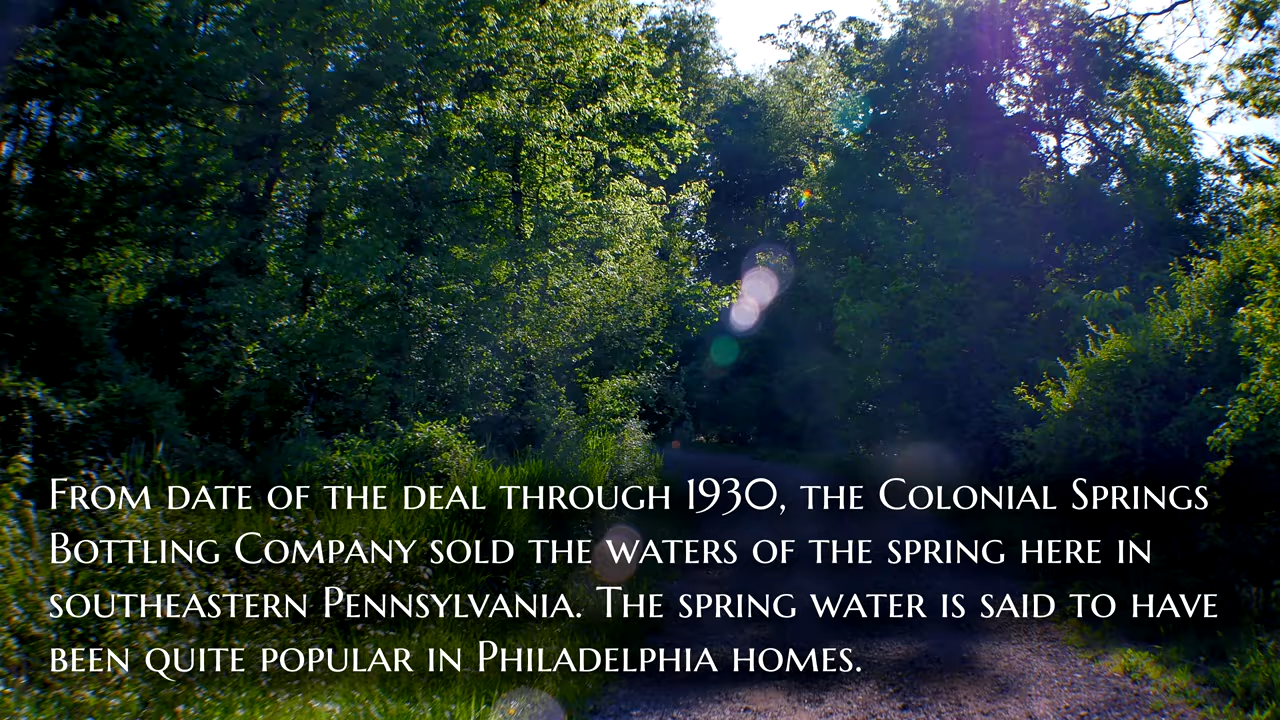 From date of the deal through 1930, the Colonial Springs
Bottling Company sold the waters of the spring here in
southeastern Pennsylvania. The spring water is said to have
been quite popular in Philadelphia homes.